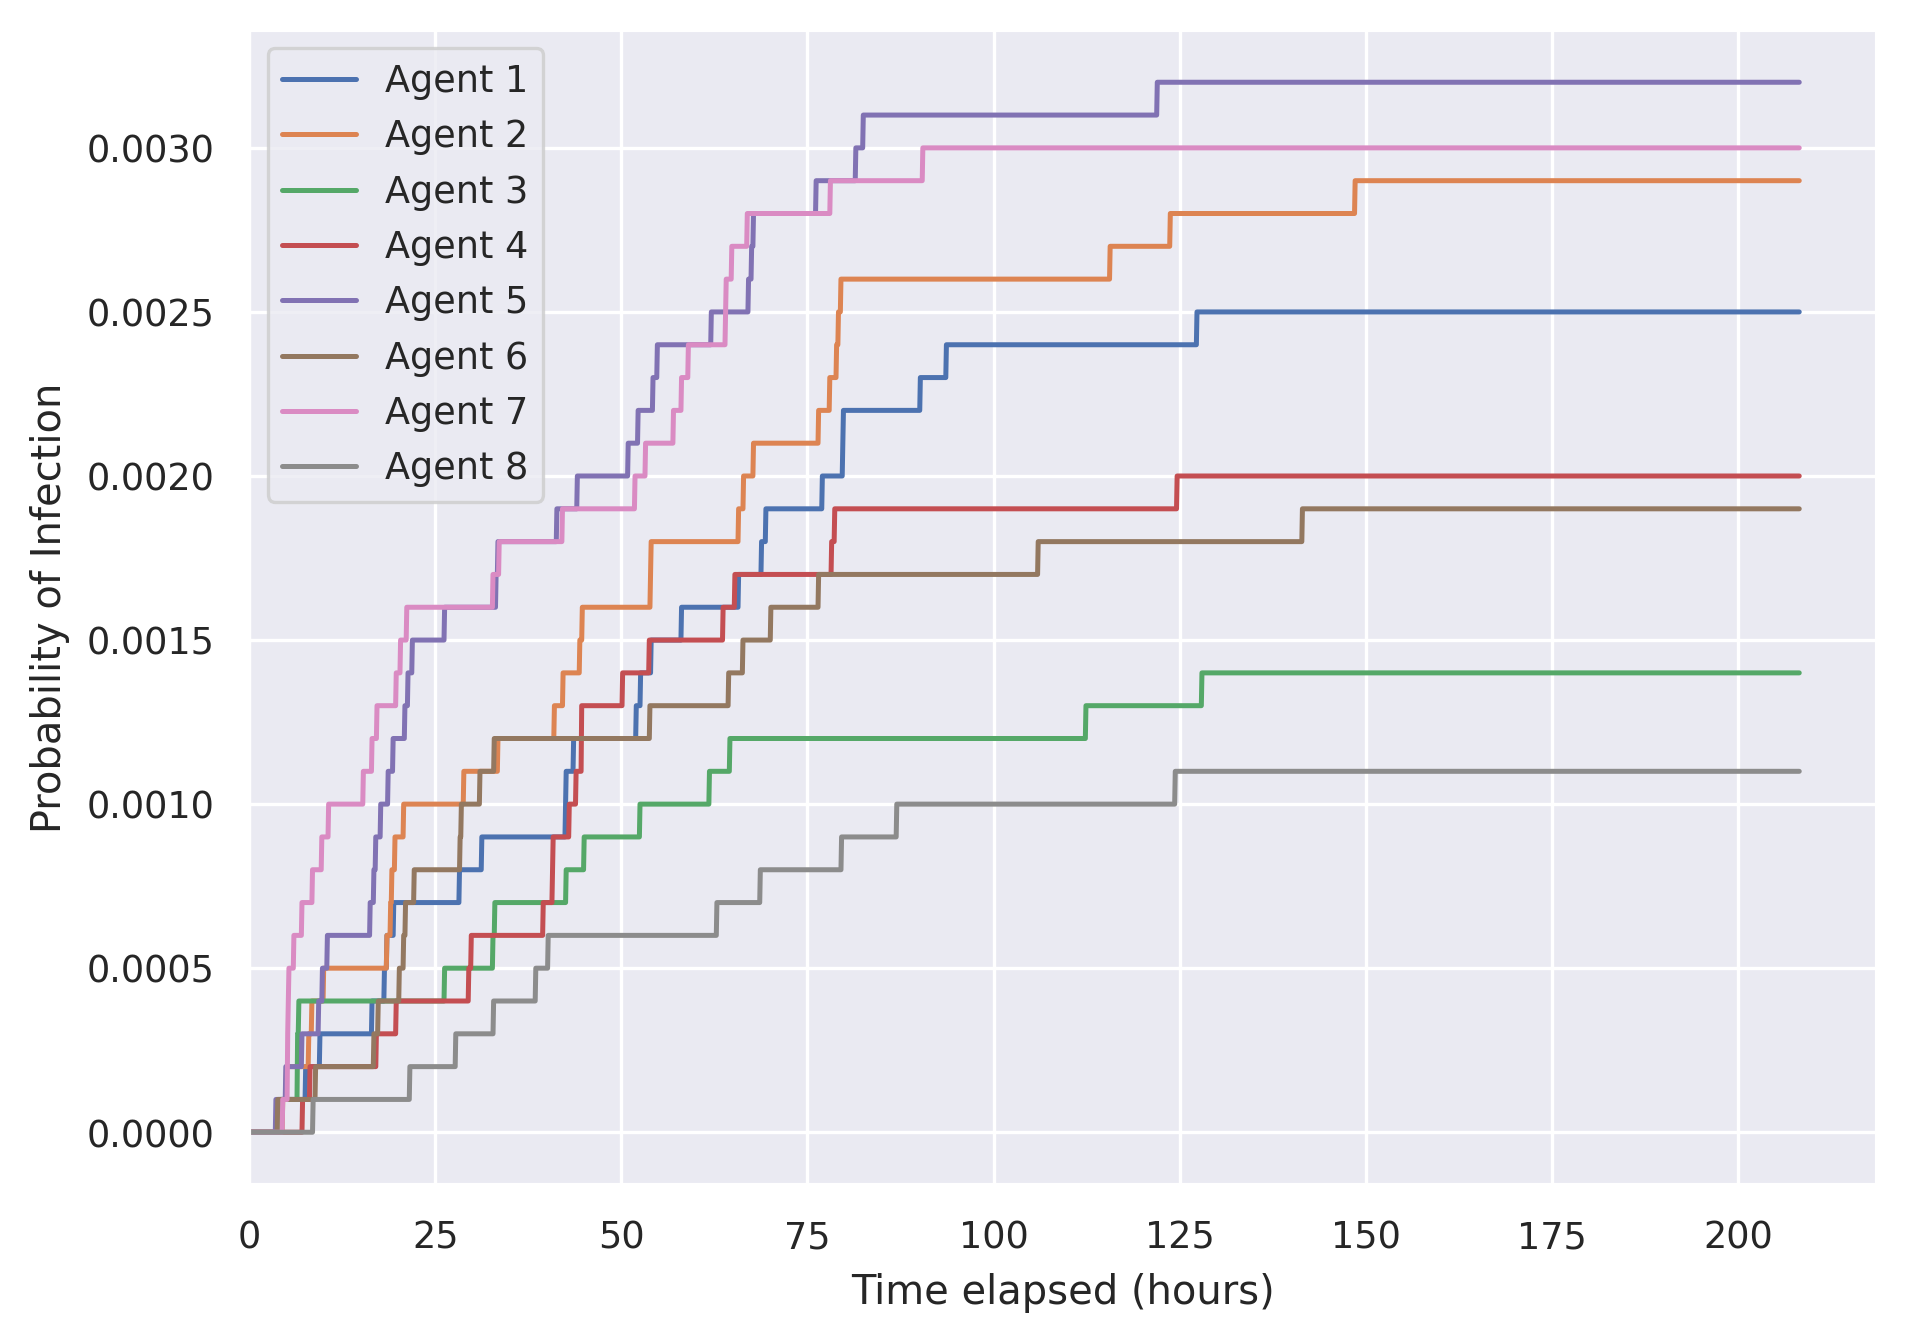 Agent 1
Agent 2
Agent 3
Agent 4
Agent 5
Agent 6
Agent 7
Agent 8
Probability of Infection
0.0030
0.0025
0.0020
0.0015
0.0010
0.0005
0.0000
0 25 50 75 100 125 150 175 200
Time elapsed (hours)